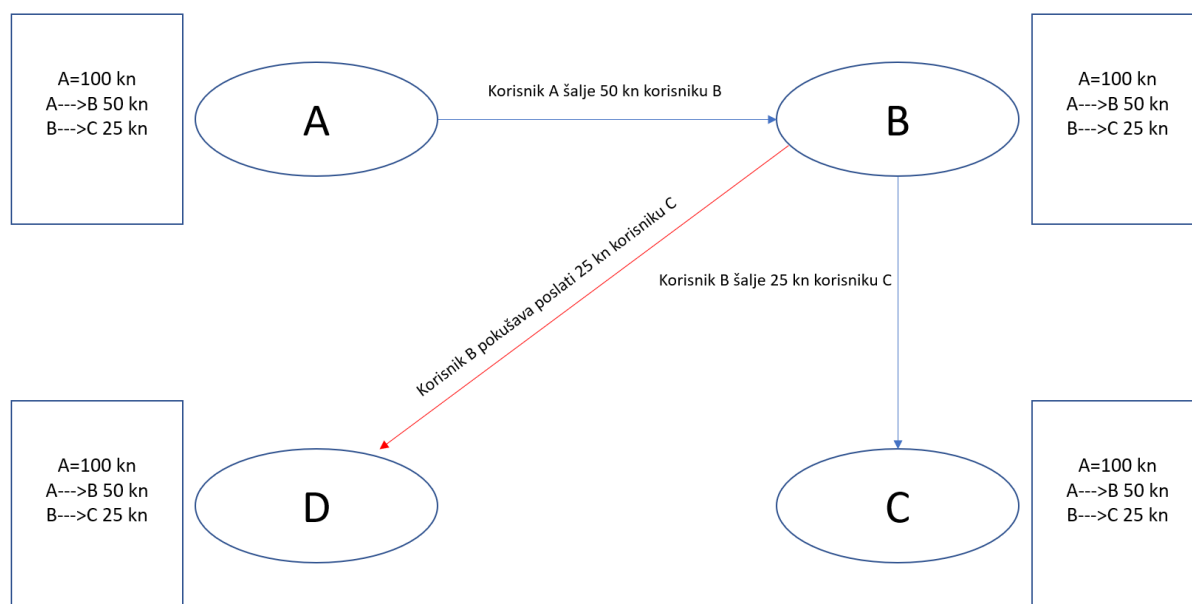 A=100 kn
A--->B 50 kn
B--->C 25 kn
A
Korisnik A šalje 50 kn korisniku B
B
A=100 kn
A--->B 50 kn
B--->C 25 kn
Korisnik B pokušava poslati 25 kn korisniku C
Korisnik B šalje 25 kn korisniku C
A=100 kn
A--->B 50 kn
B--->C 25 kn
D
C
A=100 kn
A--->B 50 kn
B--->C 25 kn